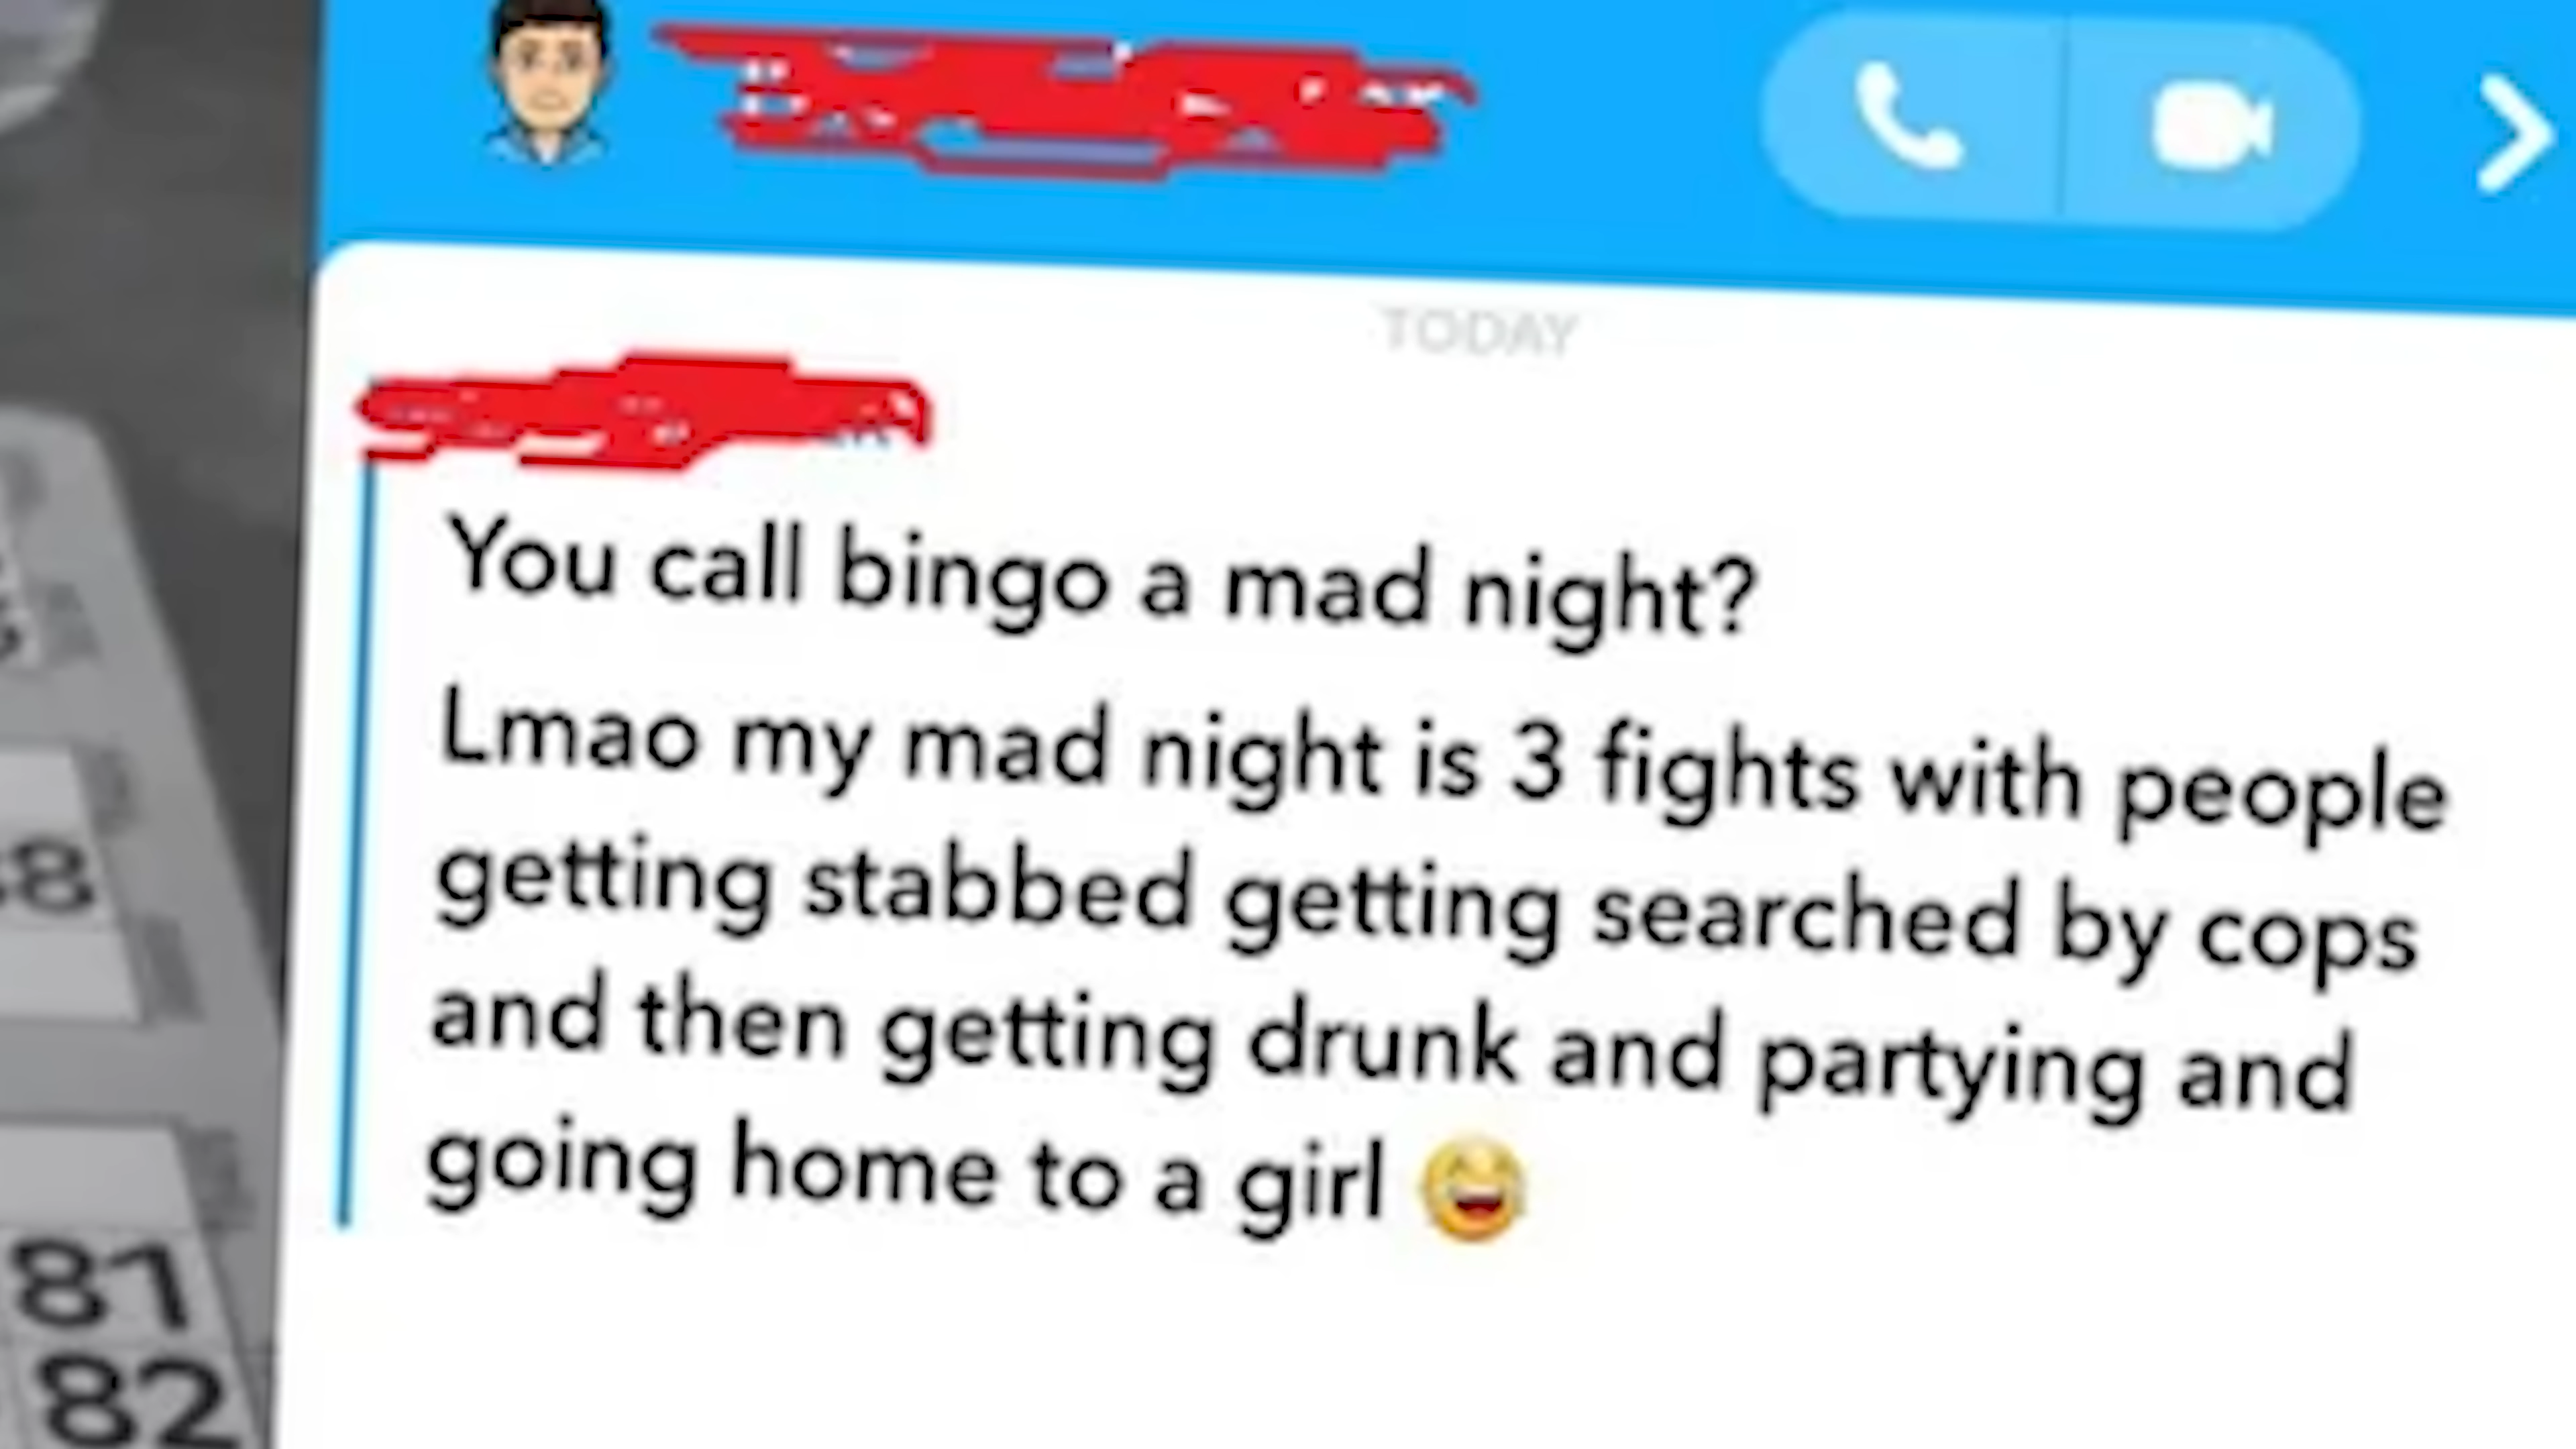 TODAY
You call bingo a mad night?
Lmao my mad night is 3 fights with people
getting stabbed getting searched by cops
and then getting drunk and partying and
going home to a girl 😆
81
82